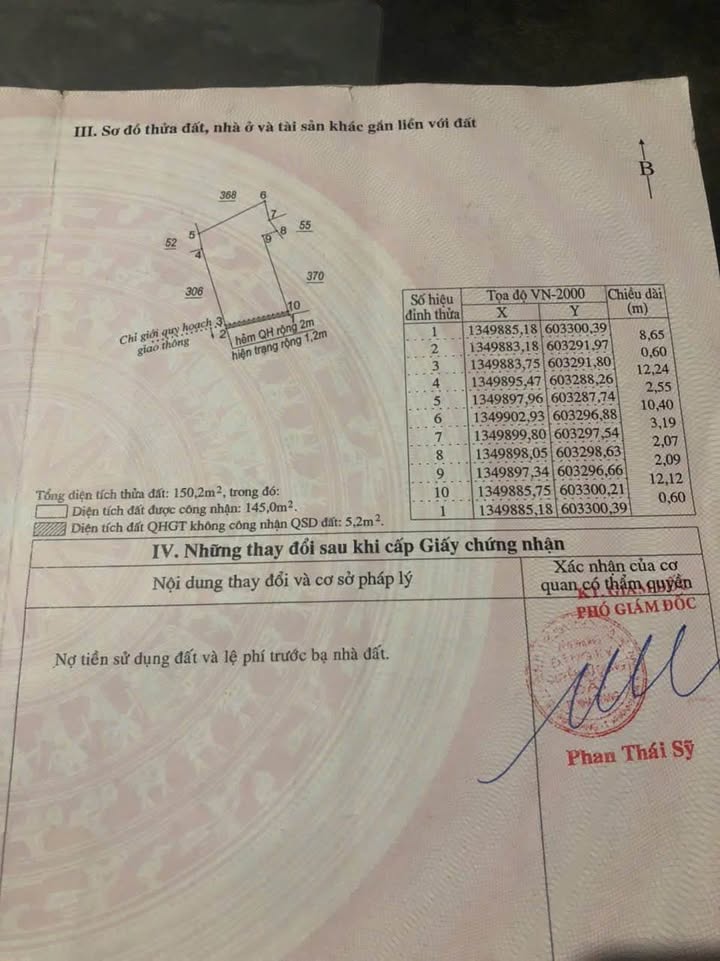 III. Sơ đồ thửa đất, nhà ở và tài sản khác gắn liền với đất
B
368
6
7
8
55
5
9
52
4
306
370
10
3
1
2
Chỉ giới quy hoạch
giao thông
hẻm QH rộng 2m
hiện trạng rộng 1,2m
Số hiệu đỉnh thửa | Tọa độ VN-2000 | Chiều dài (m)
X | Y
1 | 1349885,18 | 603300,39
8,65
2 | 1349883,18 | 603291,97
0,60
3 | 1349883,75 | 603291,80
12,24
4 | 1349895,47 | 603288,26
2,55
5 | 1349897,96 | 603287,74
10,40
6 | 1349902,93 | 603296,88
3,19
7 | 1349899,80 | 603297,54
2,07
8 | 1349898,05 | 603298,63
2,09
9 | 1349897,34 | 603296,66
12,12
10 | 1349885,75 | 603300,21
0,60
1 | 1349885,18 | 603300,39
Tổng diện tích thửa đất: 150,2m², trong đó:
Diện tích đất được công nhận: 145,0m².
Diện tích đất QHGT không công nhận QSD đất: 5,2m².
IV. Những thay đổi sau khi cấp Giấy chứng nhận
Nội dung thay đổi và cơ sở pháp lý
Xác nhận của cơ
quan có thẩm quyền
KT. GIÁM ĐỐC
PHÓ GIÁM ĐỐC
Nợ tiền sử dụng đất và lệ phí trước bạ nhà đất.
Phan Thái Sỹ